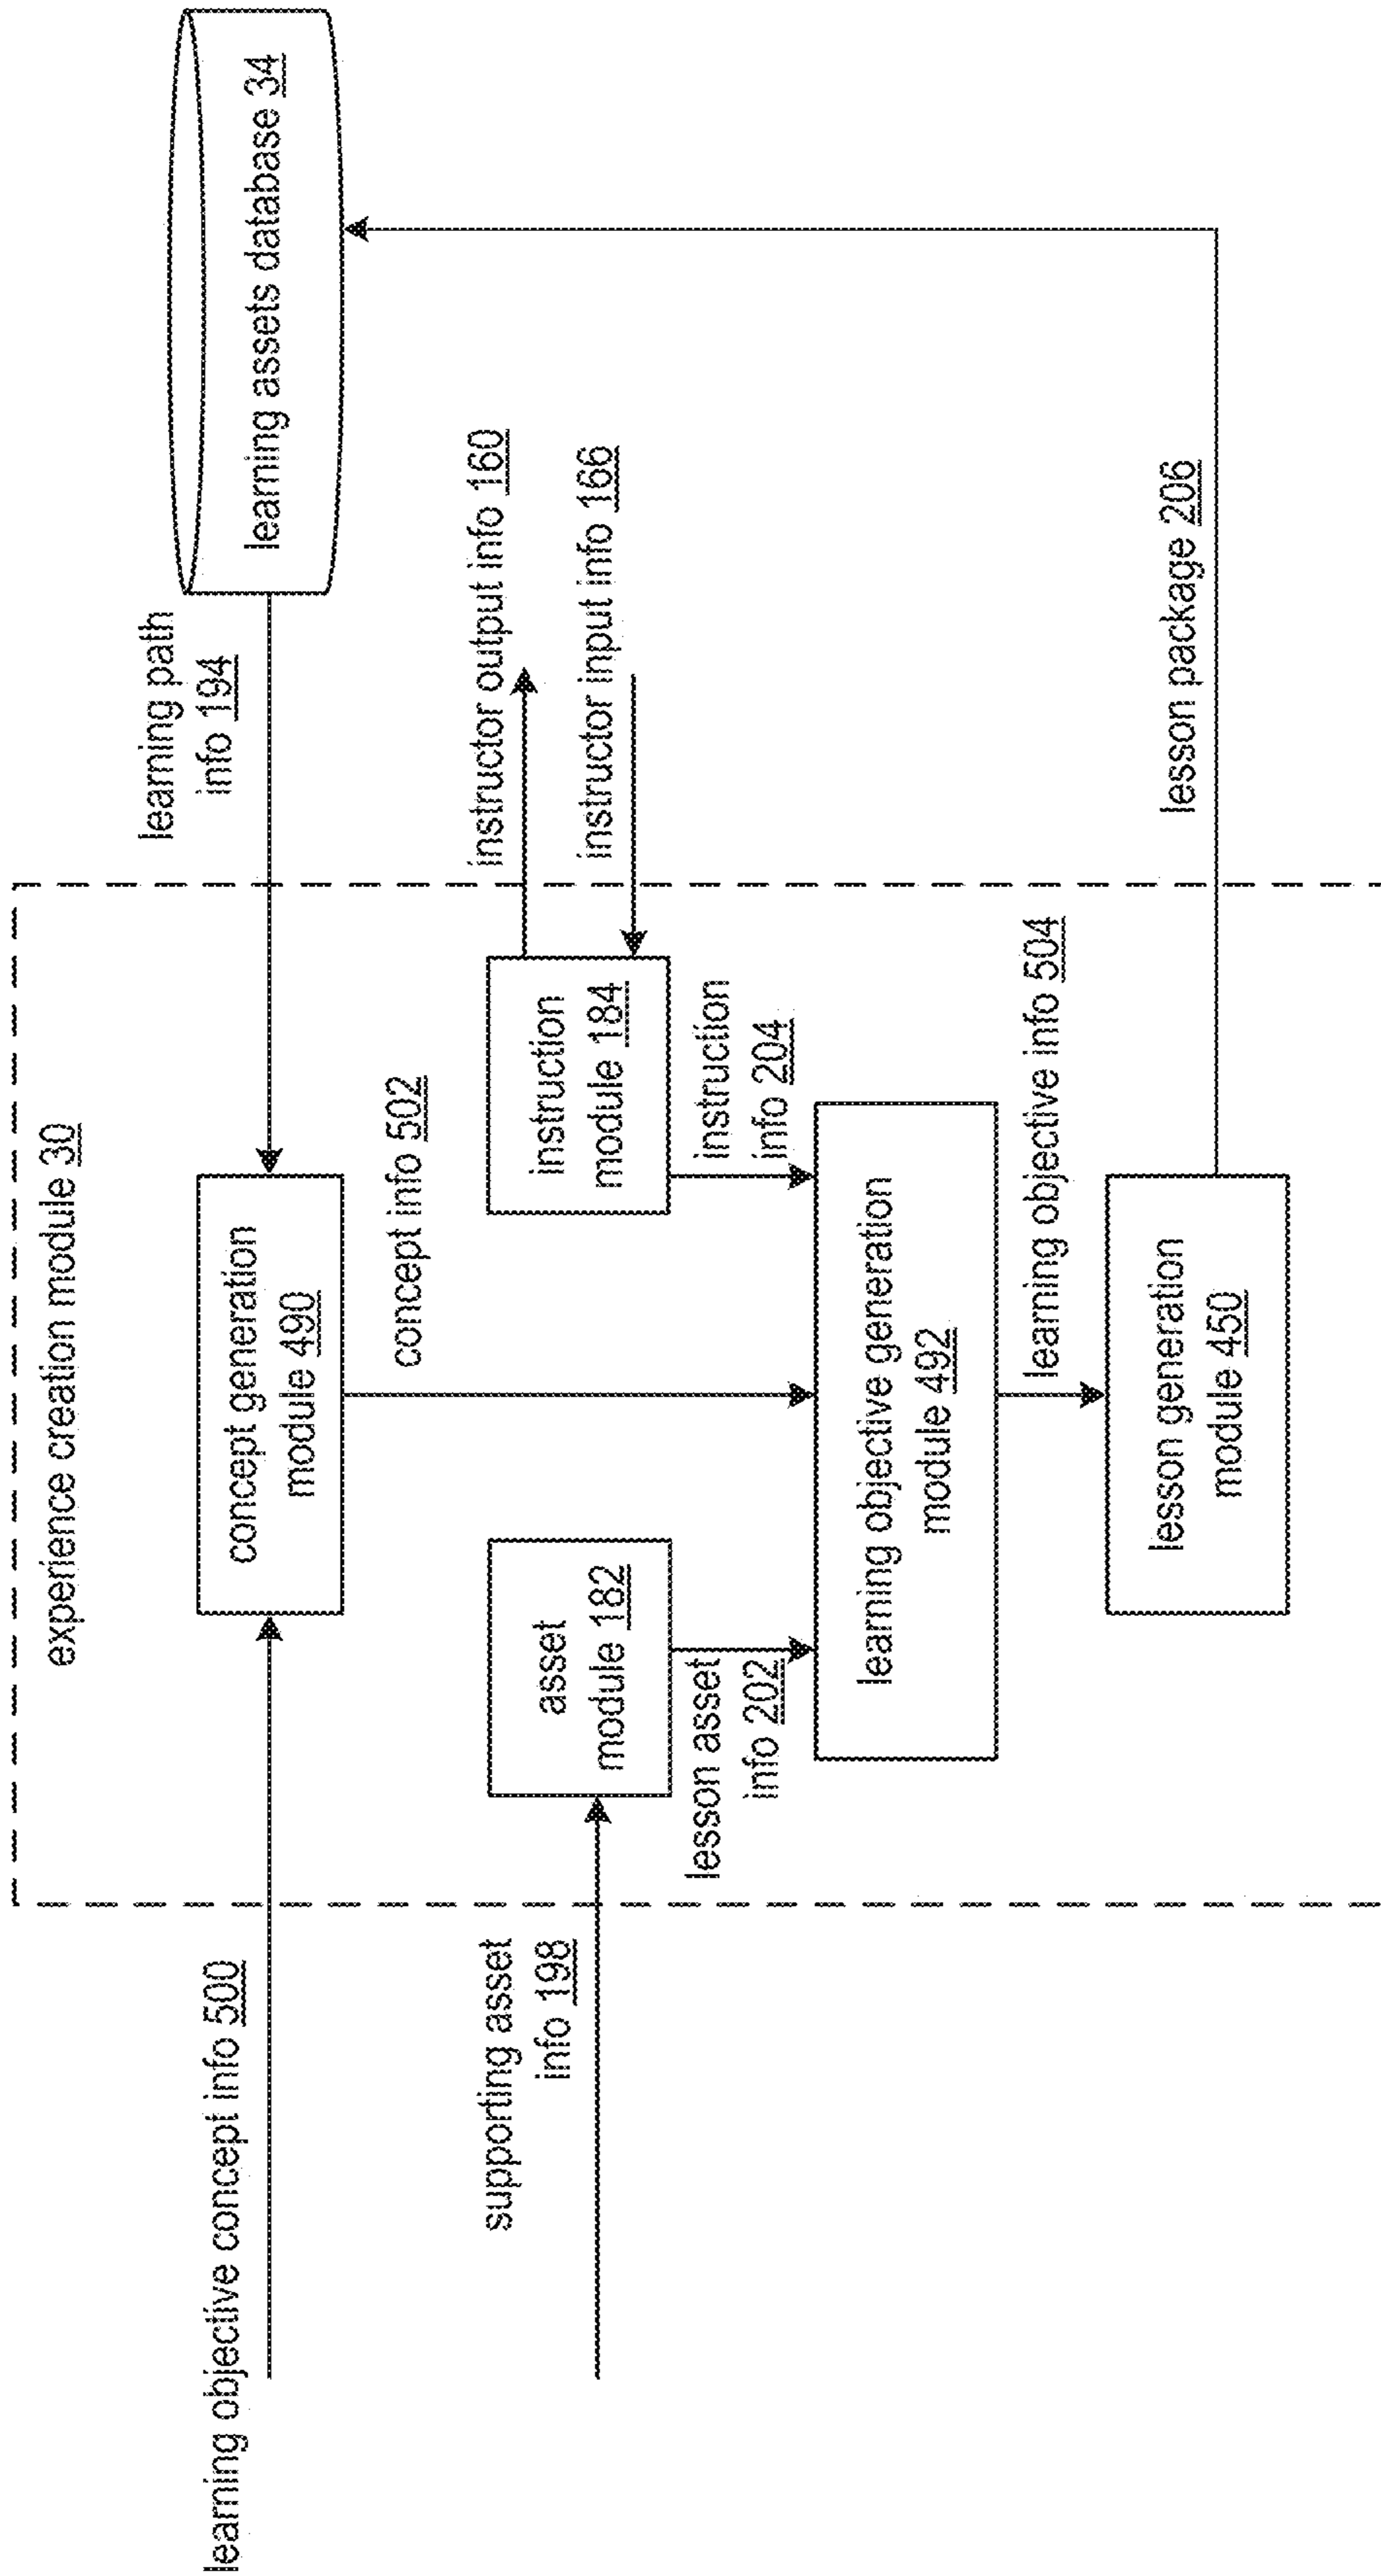 experience creation module 30
learning objective concept info 500
concept generation
module 490
learning path
info 194
learning assets database 34
concept info 502
supporting asset
info 198
asset
module 182
instruction
module 184
instructor output info 160
instructor input info 166
lesson asset
info 202
instruction
info 204
learning objective generation
module 492
learning objective info 504
lesson generation
module 450
lesson package 206